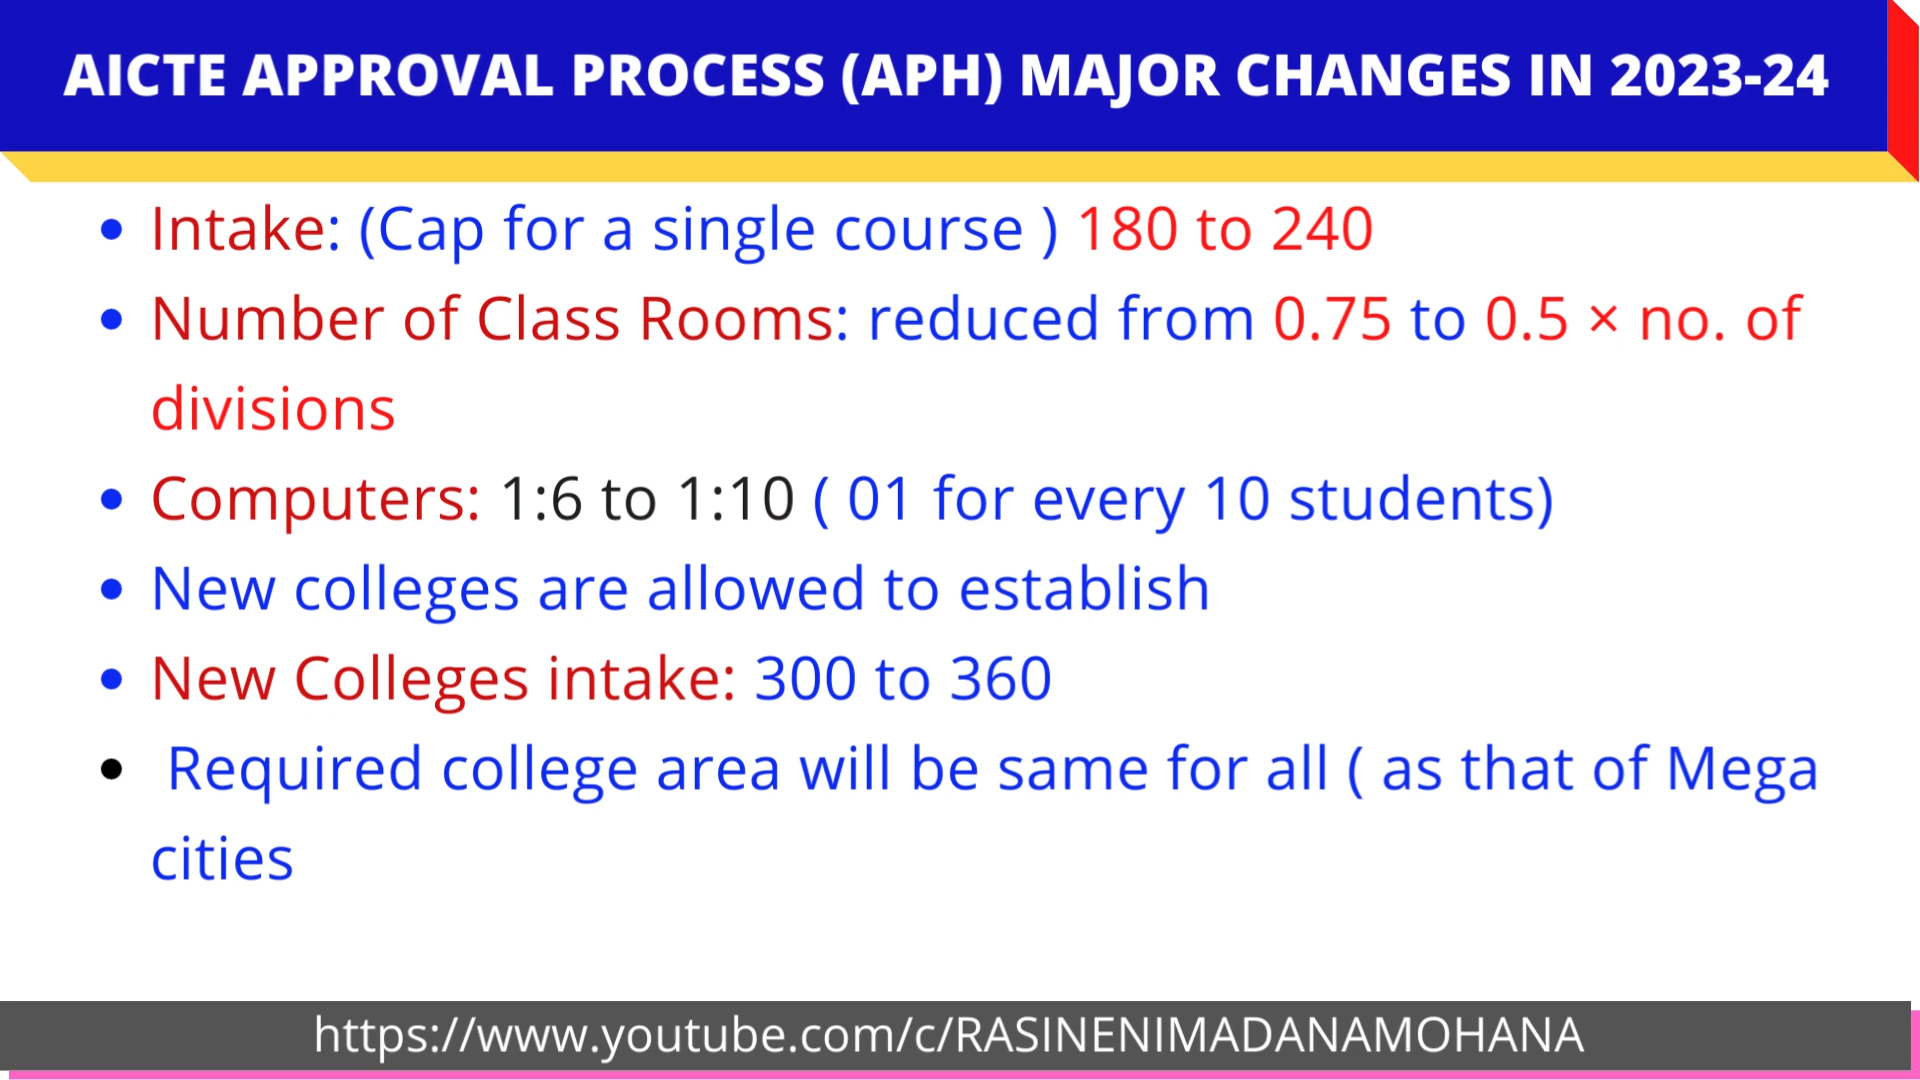 AICTE APPROVAL PROCESS (APH) MAJOR CHANGES IN 2023-24
• Intake: (Cap for a single course ) 180 to 240
• Number of Class Rooms: reduced from 0.75 to 0.5 × no. of
divisions
• Computers: 1:6 to 1:10 ( 01 for every 10 students)
• New colleges are allowed to establish
• New Colleges intake: 300 to 360
• Required college area will be same for all ( as that of Mega
cities
https://www.youtube.com/c/RASINENIMADANAMOHANA